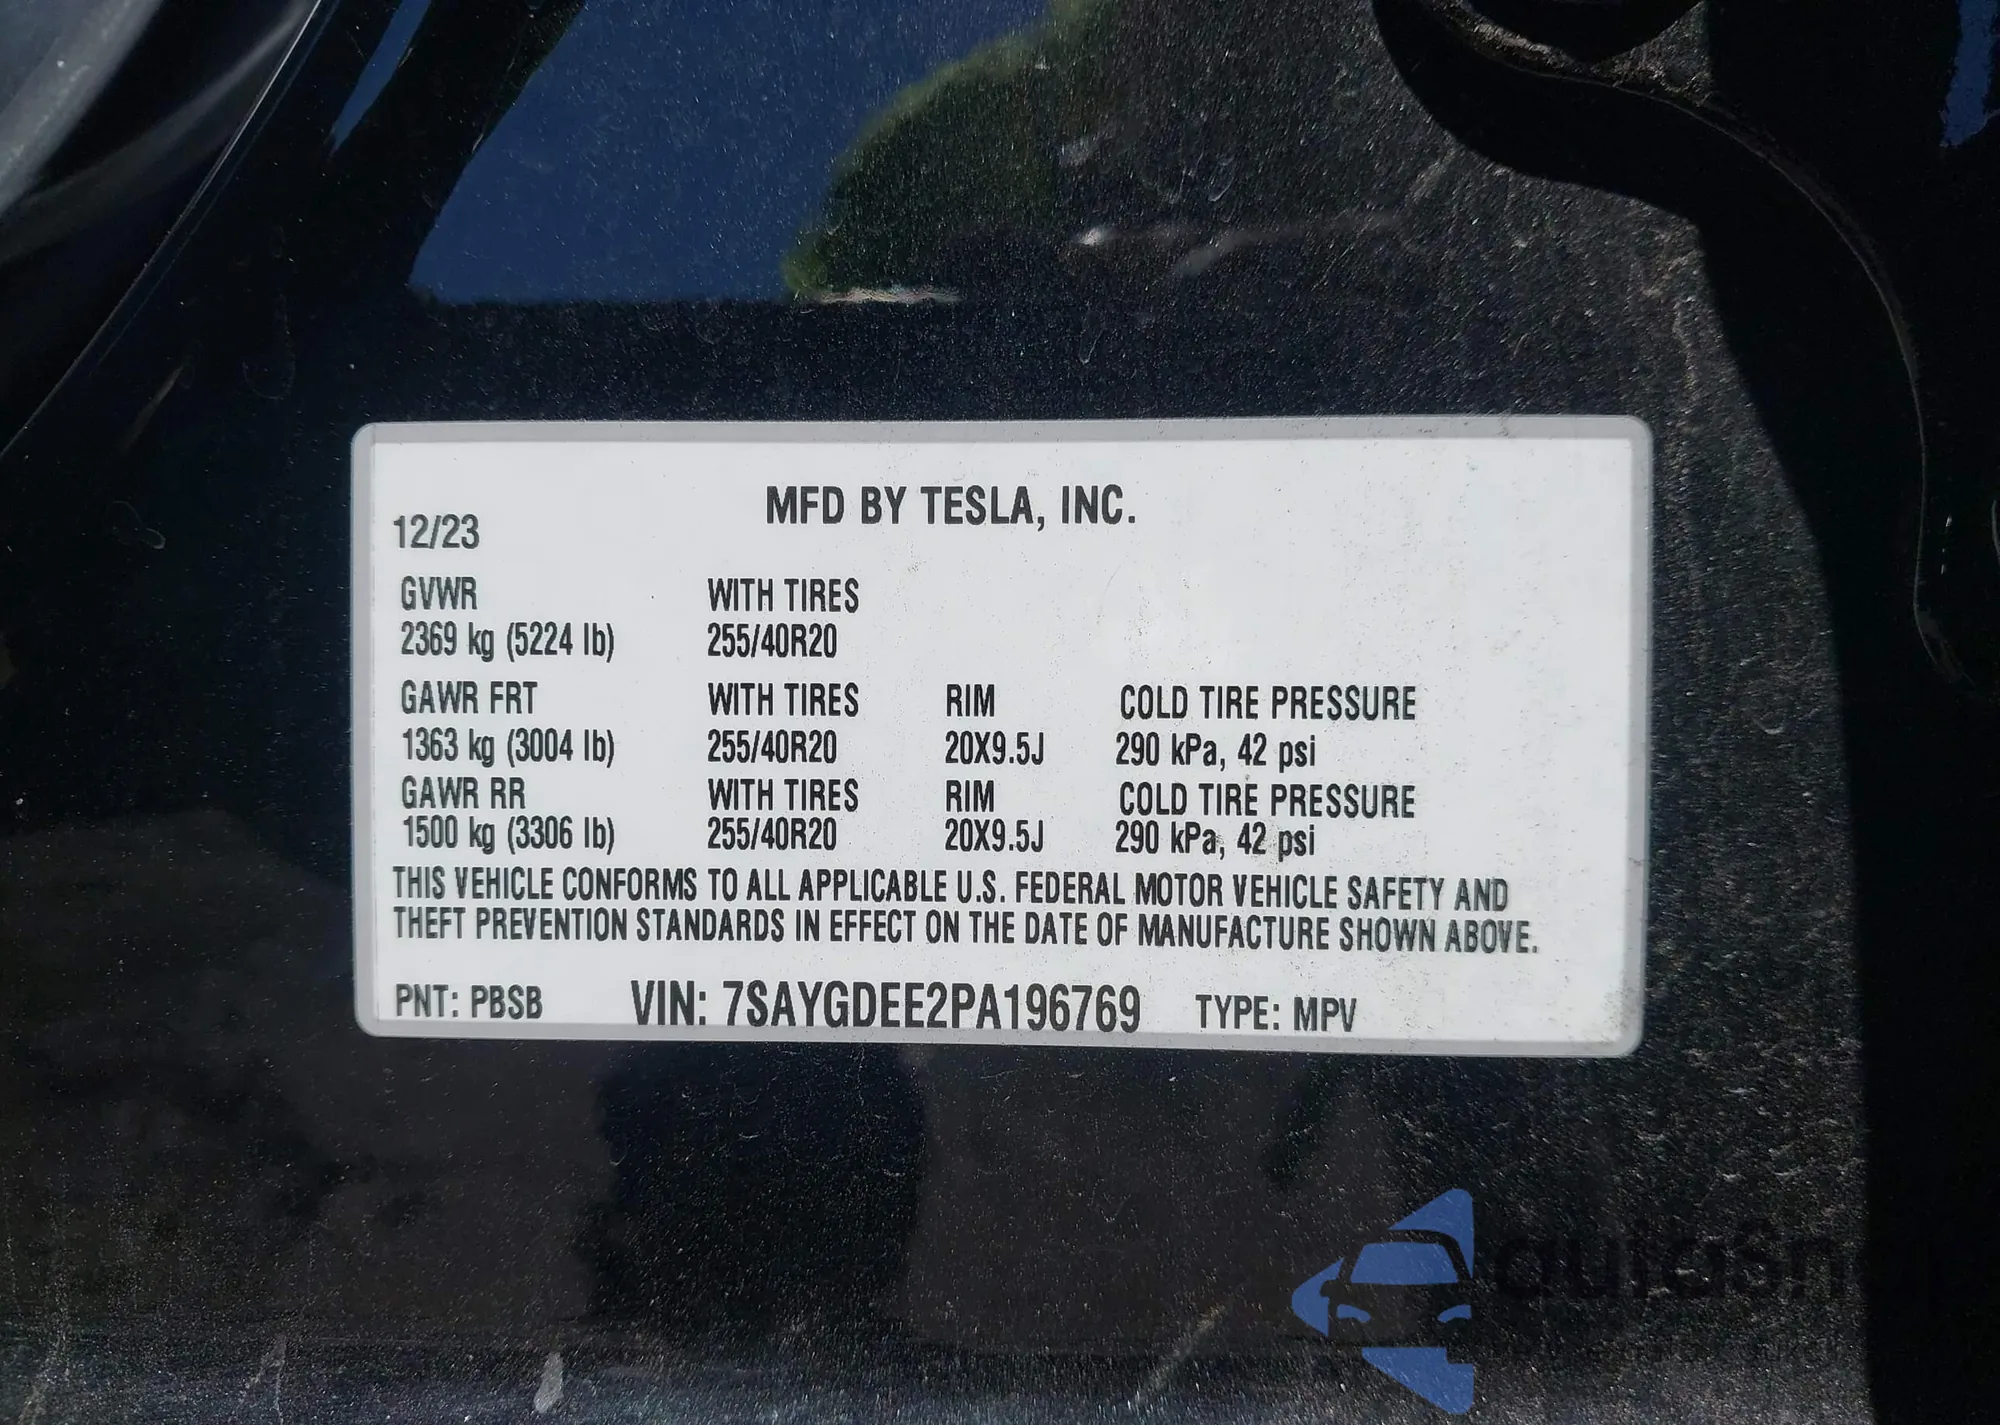 MFD BY TESLA, INC.
12/23
GVWR WITH TIRES
2369 kg (5224 lb) 255/40R20
GAWR FRT WITH TIRES RIM COLD TIRE PRESSURE
1363 kg (3004 lb) 255/40R20 20X9.5J 290 kPa, 42 psi
GAWR RR WITH TIRES RIM COLD TIRE PRESSURE
1500 kg (3306 lb) 255/40R20 20X9.5J 290 kPa, 42 psi
THIS VEHICLE CONFORMS TO ALL APPLICABLE U.S. FEDERAL MOTOR VEHICLE SAFETY AND
THEFT PREVENTION STANDARDS IN EFFECT ON THE DATE OF MANUFACTURE SHOWN ABOVE.
PNT: PBSB VIN: 7SAYGDEE2PA196769 TYPE: MPV